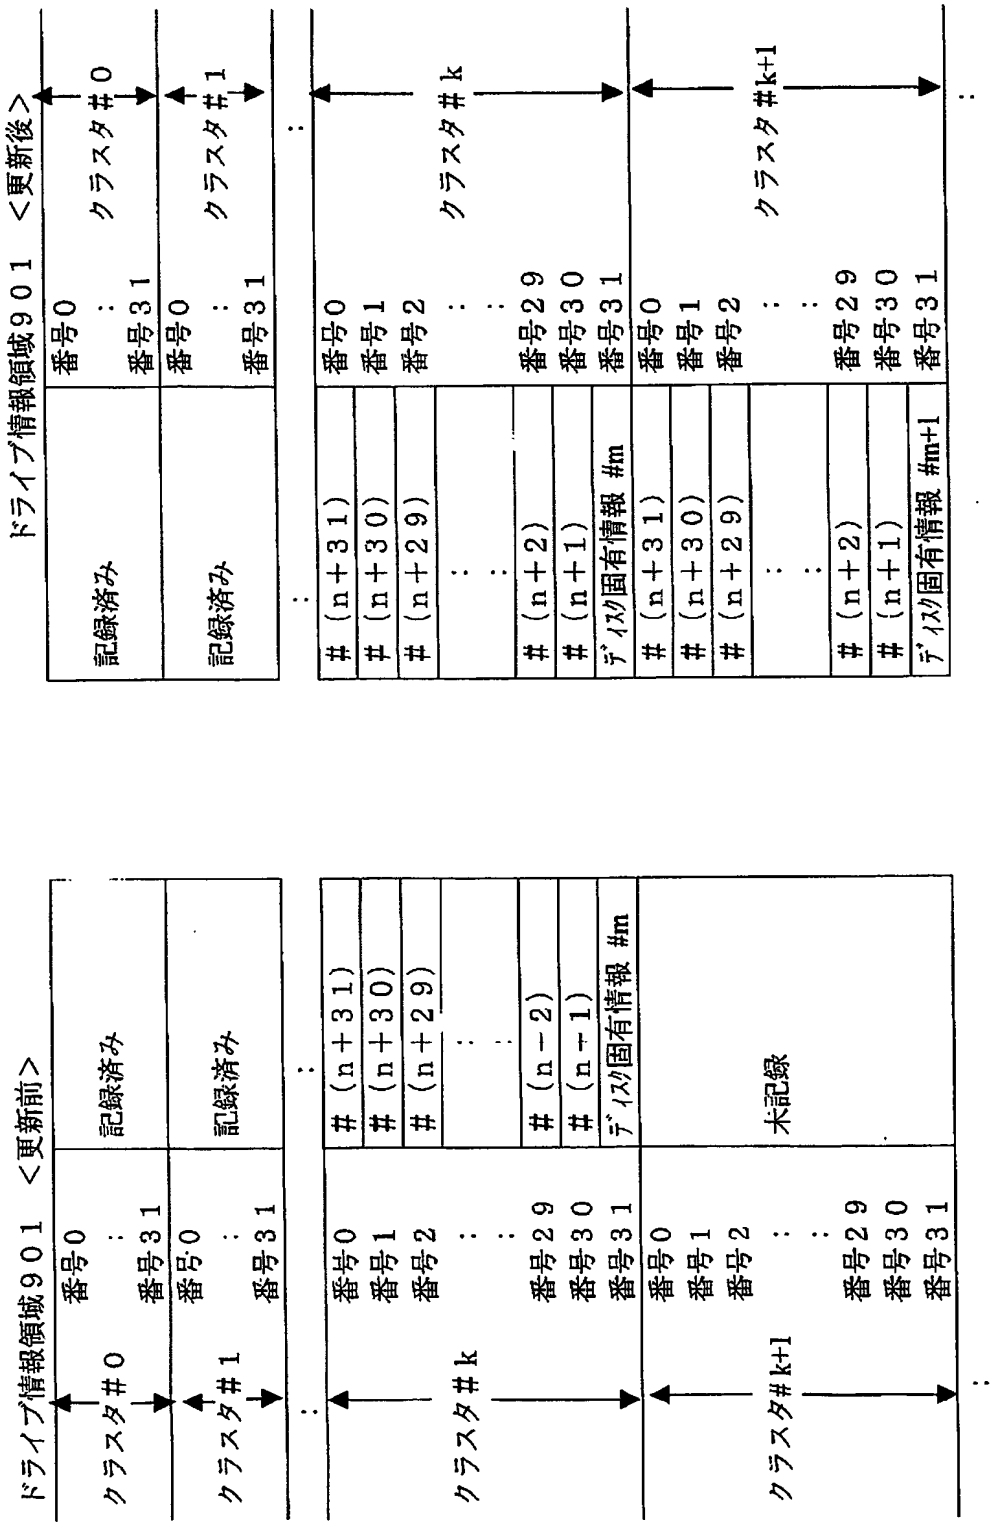 ドライブ情報領域901 <更新前>
クラスタ#0
番号0
:
番号31
記録済み
クラスタ#1
番号0
:
番号31
記録済み
:
:
クラスタ#k
番号0
# (n+31)
番号1
# (n+30)
番号2
# (n+29)
:
:
:
:
番号29
# (n-2)
番号30
# (n-1)
番号31
ディスク固有情報 #m
クラスタ#k+1
番号0
番号1
番号2
:
:
番号29
番号30
番号31
未記録
:
ドライブ情報領域901 <更新後>
記録済み
番号0
:
番号31
クラスタ#0
記録済み
番号0
:
番号31
クラスタ#1
:
:
# (n+31)
番号0
# (n+30)
番号1
# (n+29)
番号2
:
:
:
:
# (n+2)
番号29
# (n+1)
番号30
ディスク固有情報 #m
番号31
クラスタ#k
# (n+31)
番号0
# (n+30)
番号1
# (n+29)
番号2
:
:
:
:
# (n+2)
番号29
# (n+1)
番号30
ディスク固有情報 #m+1
番号31
クラスタ#k+1
: